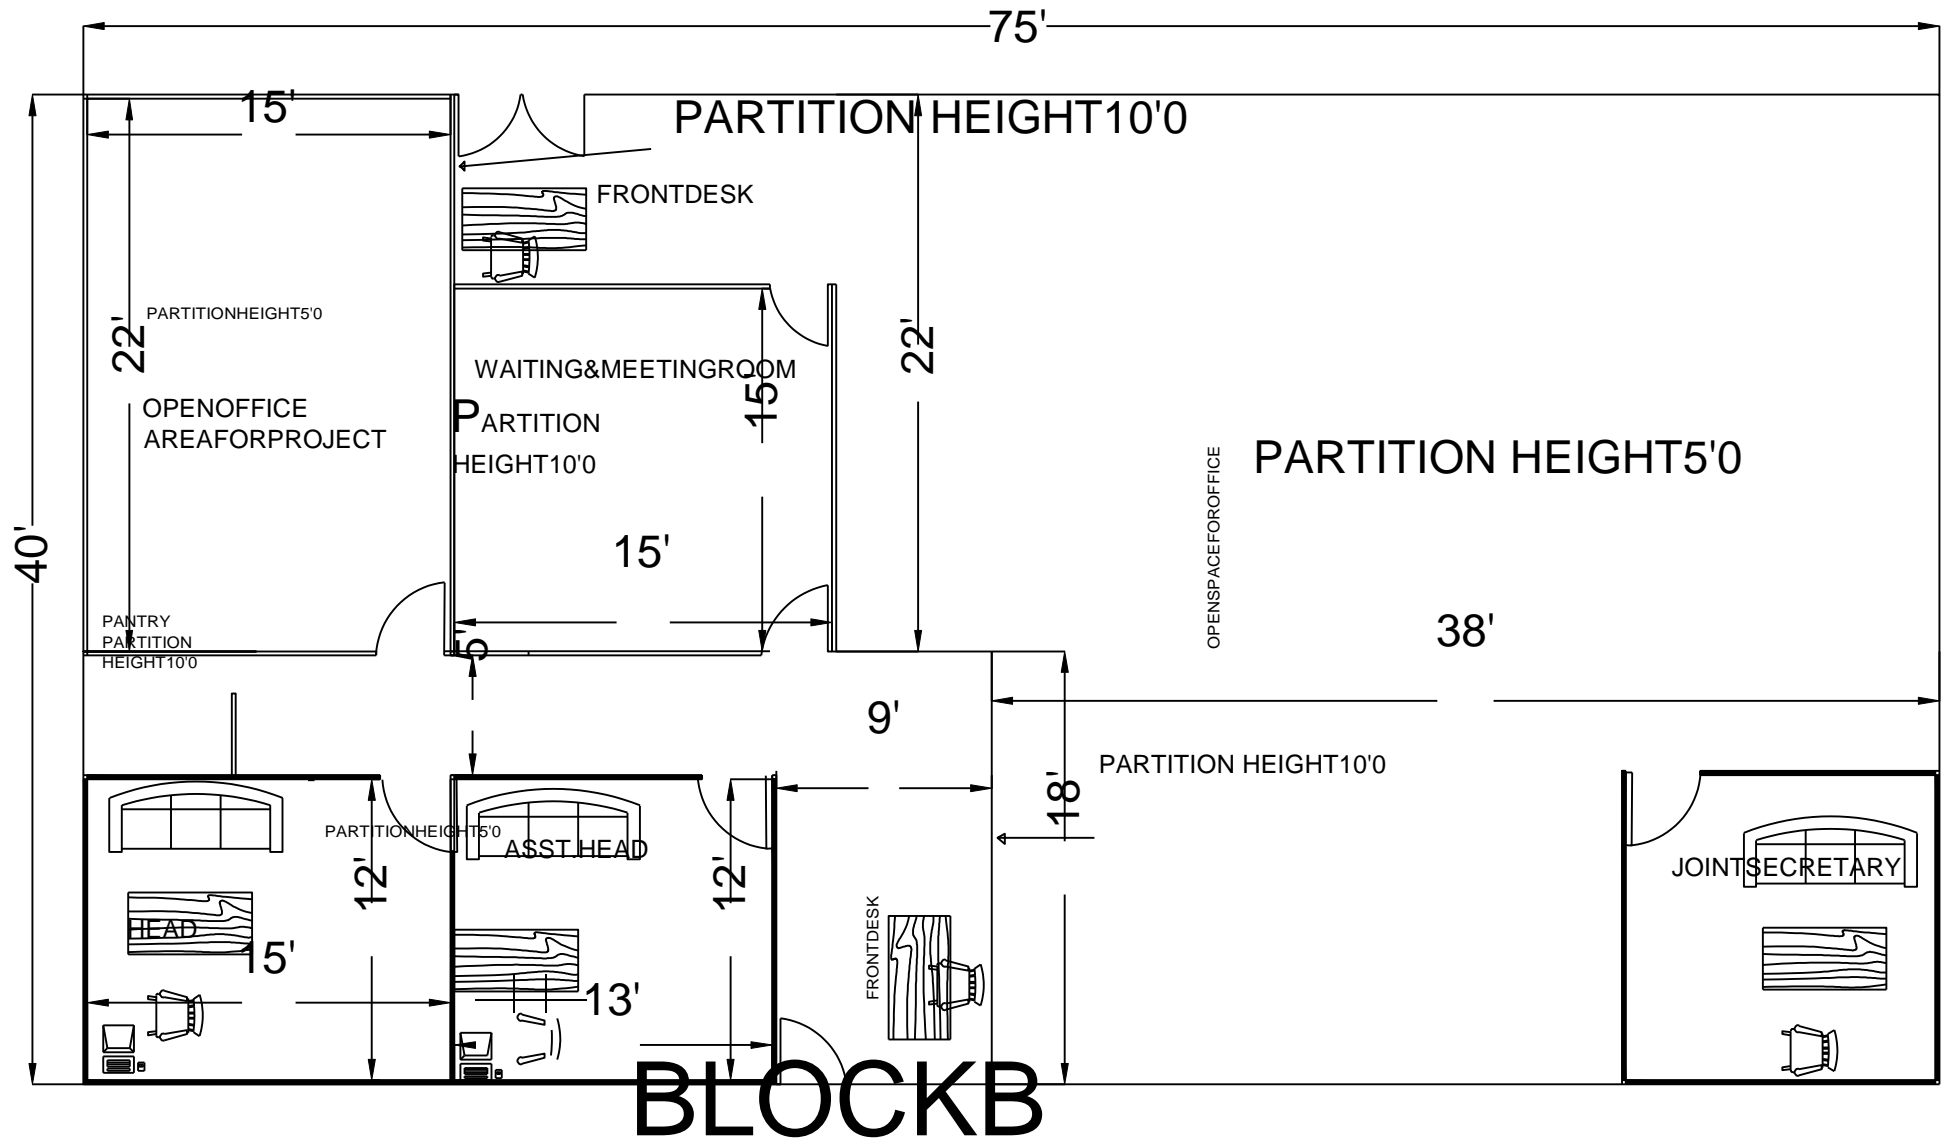 75'
15'
PARTITION HEIGHT10'0
FRONTDESK
PARTITIONHEIGHT5'0
22'
22'
WAITING&MEETINGROOM
15'
OPENOFFICE
AREAFORPROJECT
PARTITION
HEIGHT10'0
PARTITION HEIGHT5'0
OPENSPACEFOROFFICE
40'
15'
PANTRY
PARTITION
HEIGHT10'0
5'
38'
9'
PARTITION HEIGHT10'0
18'
PARTITIONHEIGHT5'0
ASST.HEAD
12'
12'
JOINTSECRETARY
HEAD
15'
FRONTDESK
13'
BLOCKB